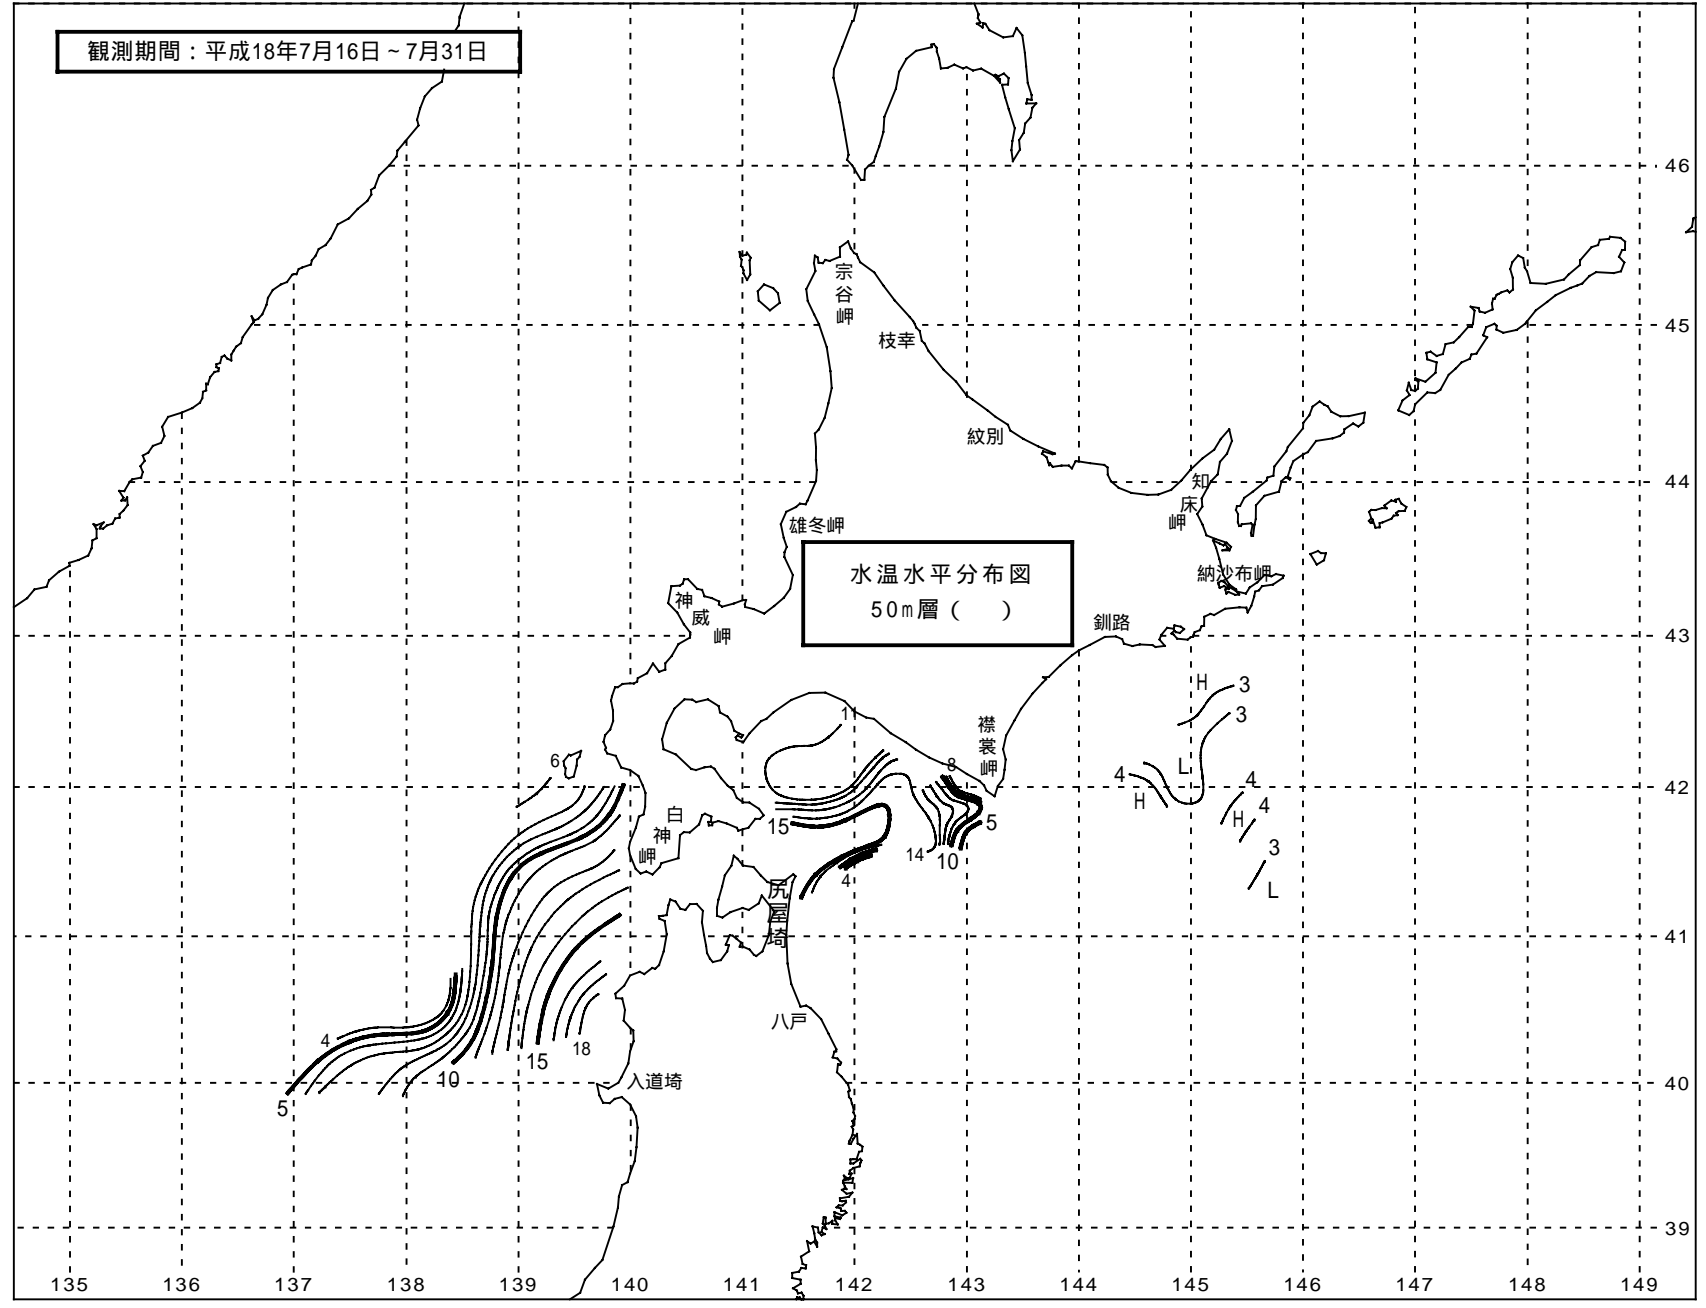 観測期間：平成18年7月16日～7月31日
46
宗谷岬
45
枝幸
紋別
44
知床岬
雄冬岬
水温水平分布図
50m層（　）
納沙布岬
神威岬
釧路
43
H
3
3
11
襟裳岬
6
8
L
4
4
42
H
4
白神岬
15
H
5
14
10
3
4
L
尻屋埼
41
八戸
4
15
18
10
入道埼
40
5
39
135 136 137 138 139 140 141 142 143 144 145 146 147 148 149